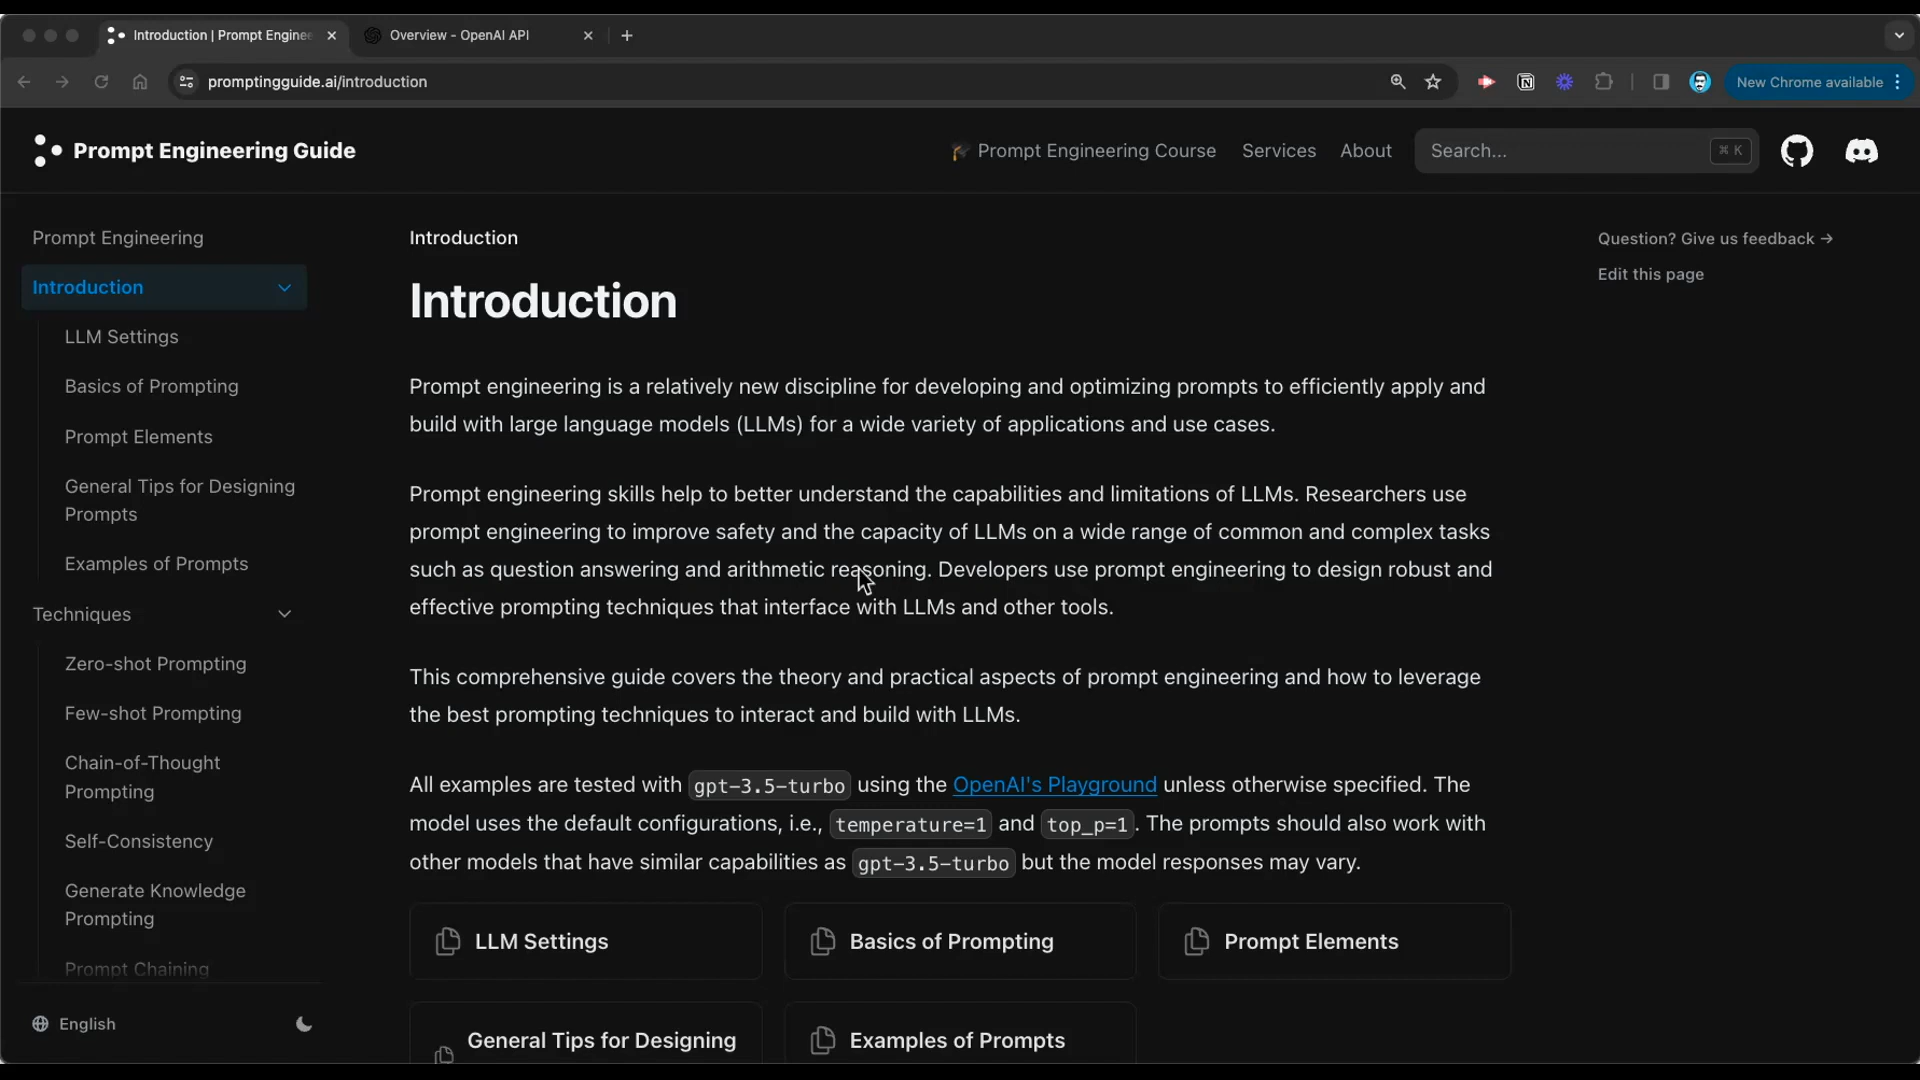 Introduction | Prompt Enginee
Overview - OpenAI API
promptingguide.ai/introduction
New Chrome available
Prompt Engineering Guide
Prompt Engineering Course
Services
About
Search...
⌘ K
Prompt Engineering
Introduction
LLM Settings
Basics of Prompting
Prompt Elements
General Tips for Designing
Prompts
Examples of Prompts
Techniques
Zero-shot Prompting
Few-shot Prompting
Chain-of-Thought
Prompting
Self-Consistency
Generate Knowledge
Prompting
Prompt Chaining
English
Introduction
Introduction
Prompt engineering is a relatively new discipline for developing and optimizing prompts to efficiently apply and
build with large language models (LLMs) for a wide variety of applications and use cases.
Prompt engineering skills help to better understand the capabilities and limitations of LLMs. Researchers use
prompt engineering to improve safety and the capacity of LLMs on a wide range of common and complex tasks
such as question answering and arithmetic reasoning. Developers use prompt engineering to design robust and
effective prompting techniques that interface with LLMs and other tools.
This comprehensive guide covers the theory and practical aspects of prompt engineering and how to leverage
the best prompting techniques to interact and build with LLMs.
All examples are tested with gpt-3.5-turbo using the OpenAI's Playground unless otherwise specified. The
model uses the default configurations, i.e., temperature=1 and top_p=1. The prompts should also work with
other models that have similar capabilities as gpt-3.5-turbo but the model responses may vary.
LLM Settings
Basics of Prompting
Prompt Elements
General Tips for Designing
Examples of Prompts
Question? Give us feedback →
Edit this page